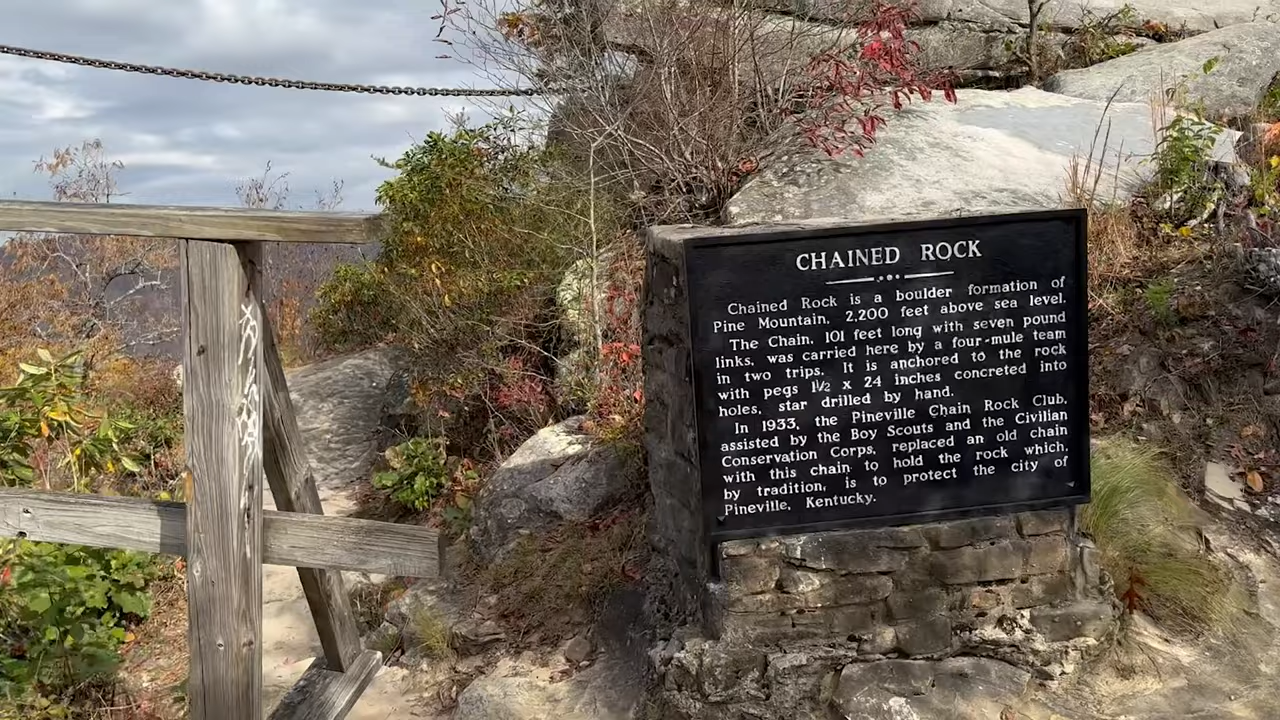 CHAINED ROCK
Chained Rock is a boulder formation of
Pine Mountain, 2,200 feet above sea level.
The Chain, 101 feet long with seven pound
links, was carried here by a four-mule team
in two trips. It is anchored to the rock
with pegs 1½ x 24 inches concreted into
holes, star drilled by hand.
In 1933, the Pineville Chain Rock Club,
assisted by the Boy Scouts and the Civilian
Conservation Corps, replaced an old chain
with this chain to hold the rock which,
by tradition, is to protect the city of
Pineville, Kentucky.